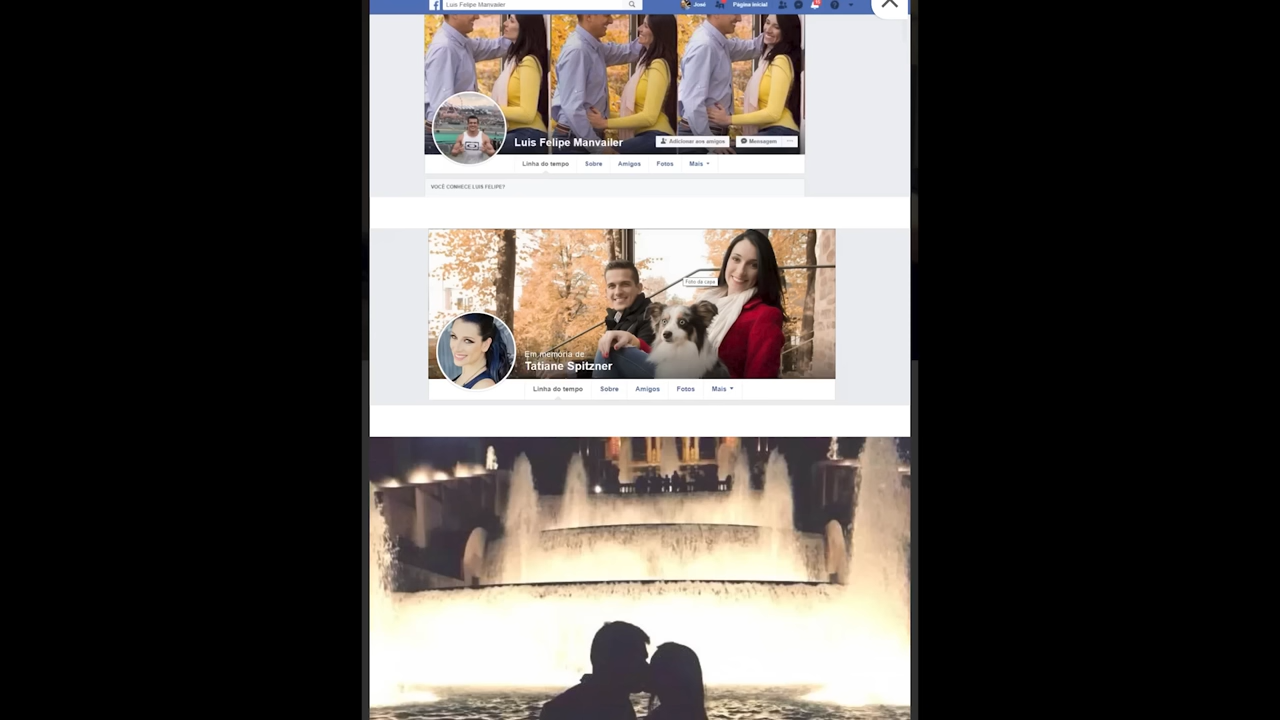 Luis Felipe Manvailer
José
Página inicial
Luis Felipe Manvailer
Adicionar aos amigos
Mensagem
Linha do tempo Sobre Amigos Fotos Mais
VOCÊ CONHECE LUIS FELIPE?
Foto da capa
Em memória de
Tatiane Spitzner
Linha do tempo Sobre Amigos Fotos Mais